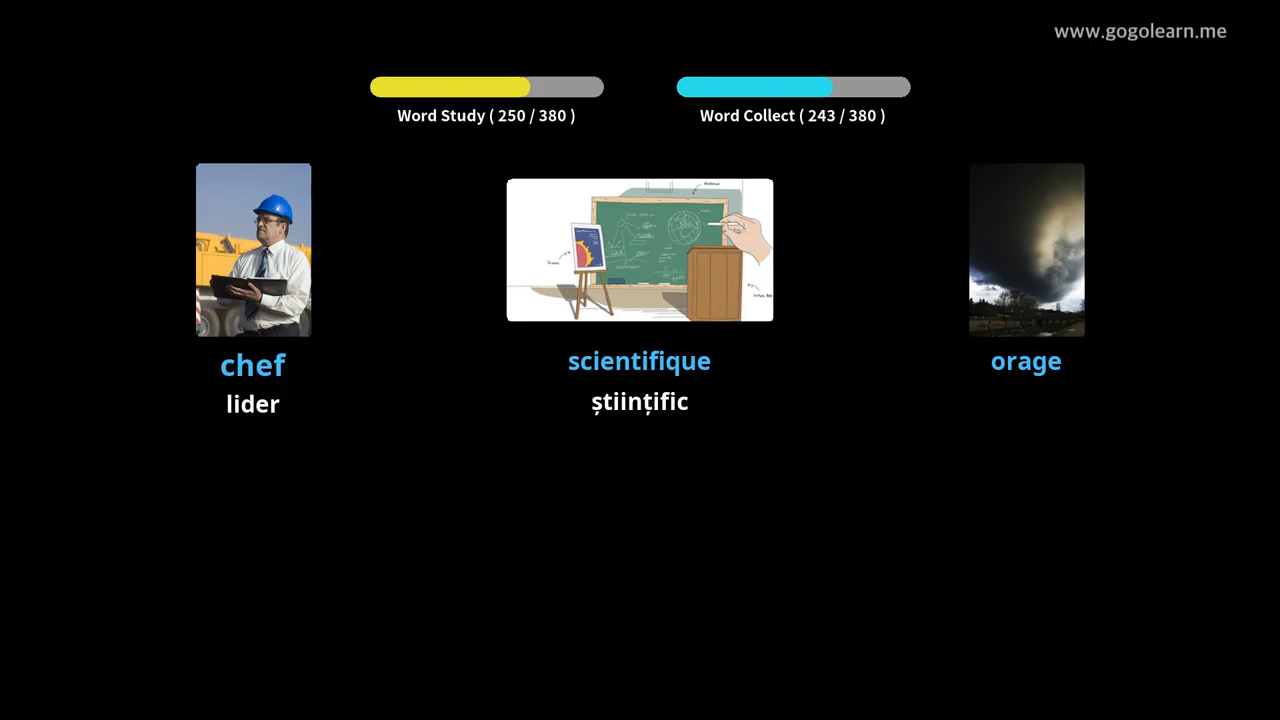 www.gogolearn.me
Word Study ( 250 / 380 )
Word Collect ( 243 / 380 )
chef
lider
scientifique
științific
orage